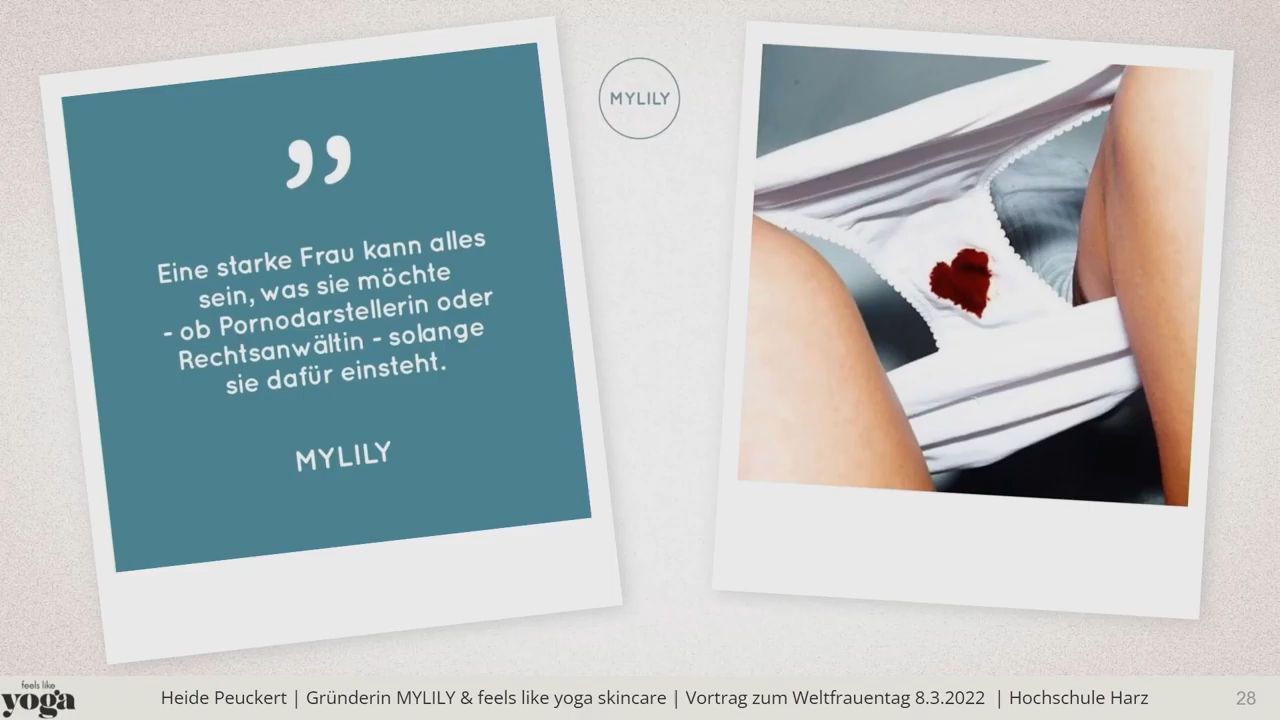 ”
Eine starke Frau kann alles
sein, was sie möchte
- ob Pornodarstellerin oder
Rechtsanwältin - solange
sie dafür einsteht.
MYLILY
MYLILY
feels like
yoga
Heide Peuckert | Gründerin MYLILY & feels like yoga skincare | Vortrag zum Weltfrauentag 8.3.2022 | Hochschule Harz
28